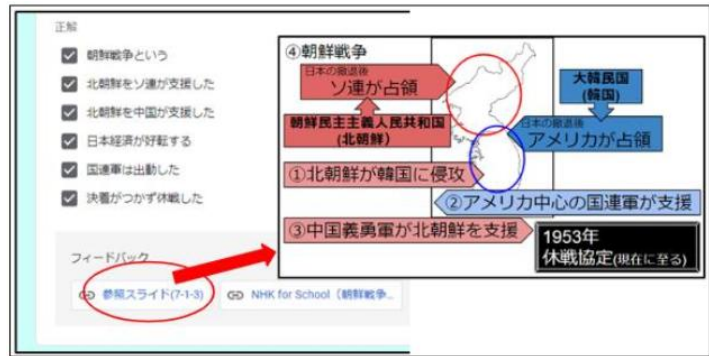 正解
朝鮮戦争という
北朝鮮をソ連が支援した
北朝鮮を中国が支援した
日本経済が好転する
国連軍は出動した
決着がつかず休戦した
フィードバック
参照スライド(7-1-3)
NHK for School（朝鮮戦争...
④朝鮮戦争
日本の撤退後
ソ連が占領
朝鮮民主主義人民共和国
(北朝鮮)
大韓民国
(韓国)
日本の撤退後
アメリカが占領
①北朝鮮が韓国に侵攻
②アメリカ中心の国連軍が支援
③中国義勇軍が北朝鮮を支援
1953年
休戦協定(現在に至る)